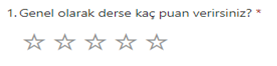 1. Genel olarak derse kaç puan verirsiniz? *